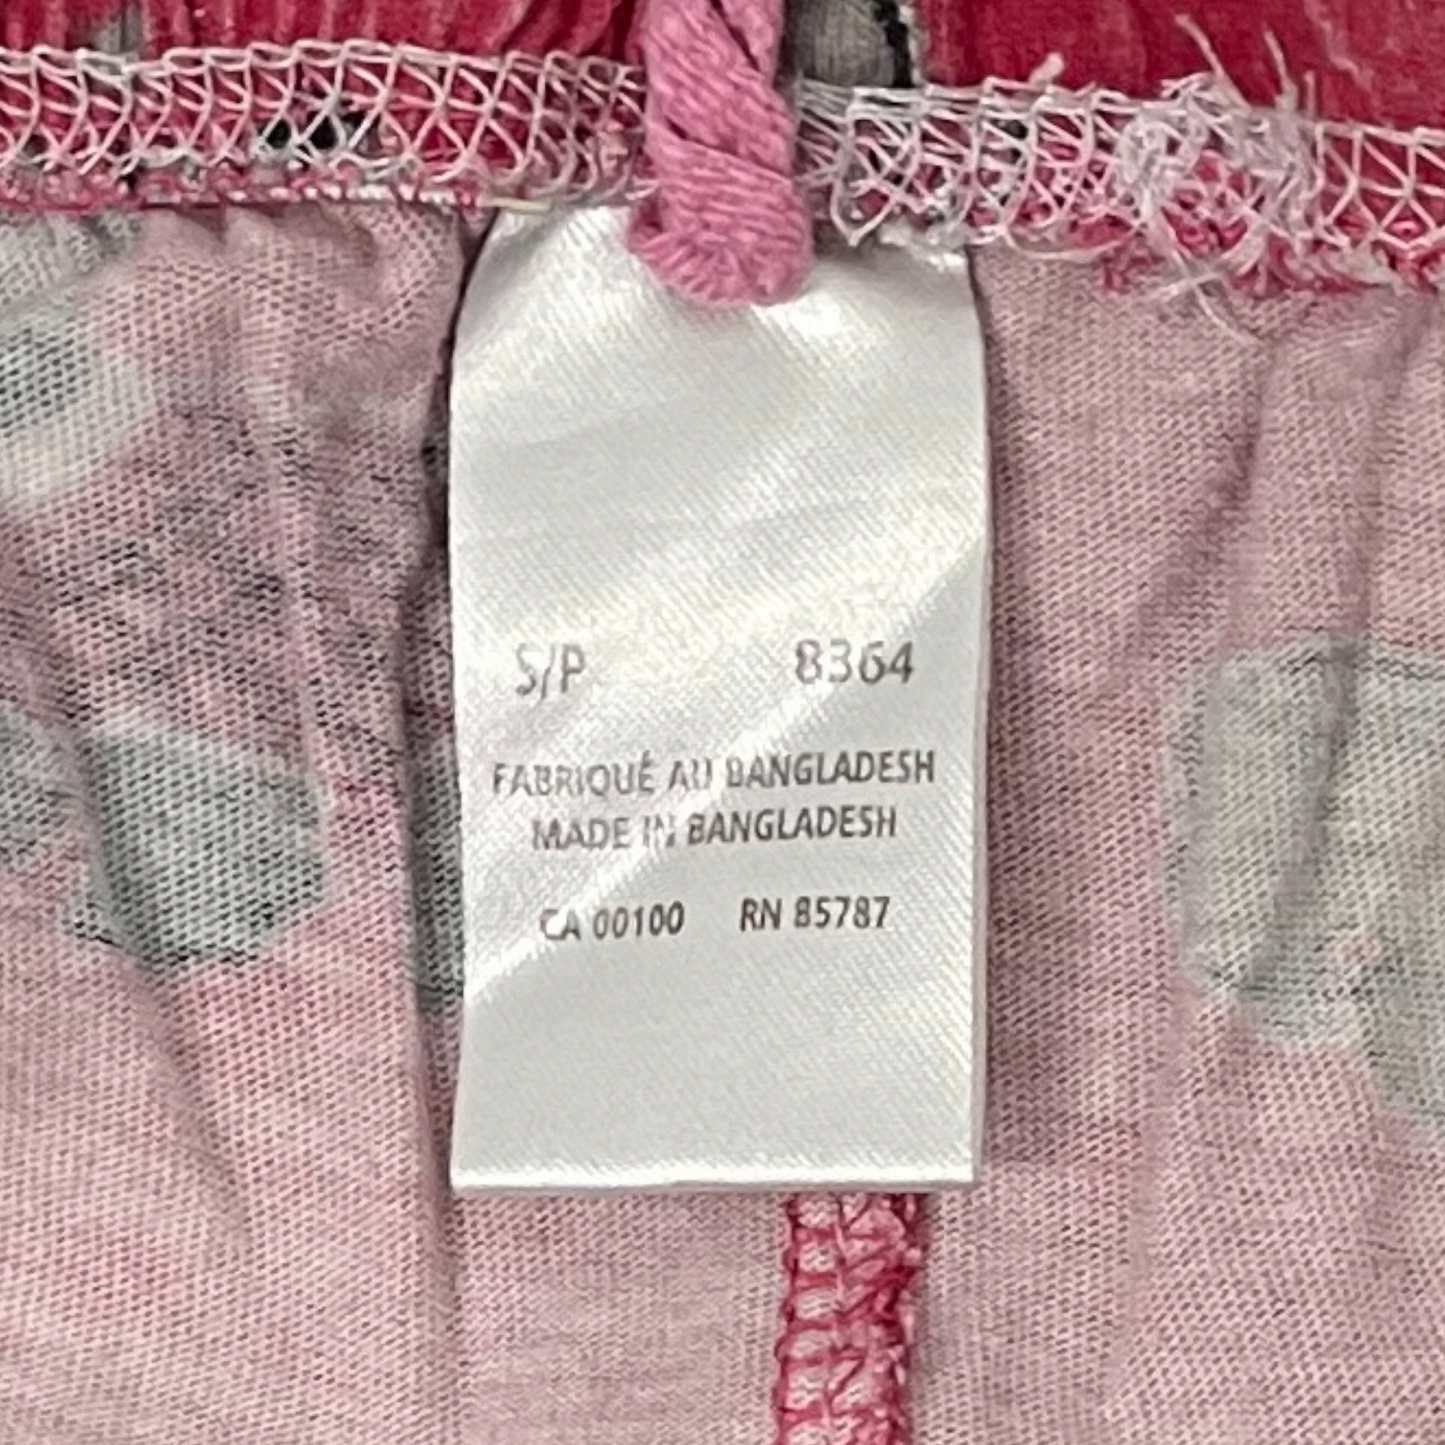 S/P 8364
FABRIQUÉ AU BANGLADESH
MADE IN BANGLADESH
CA 00100 RN 85787